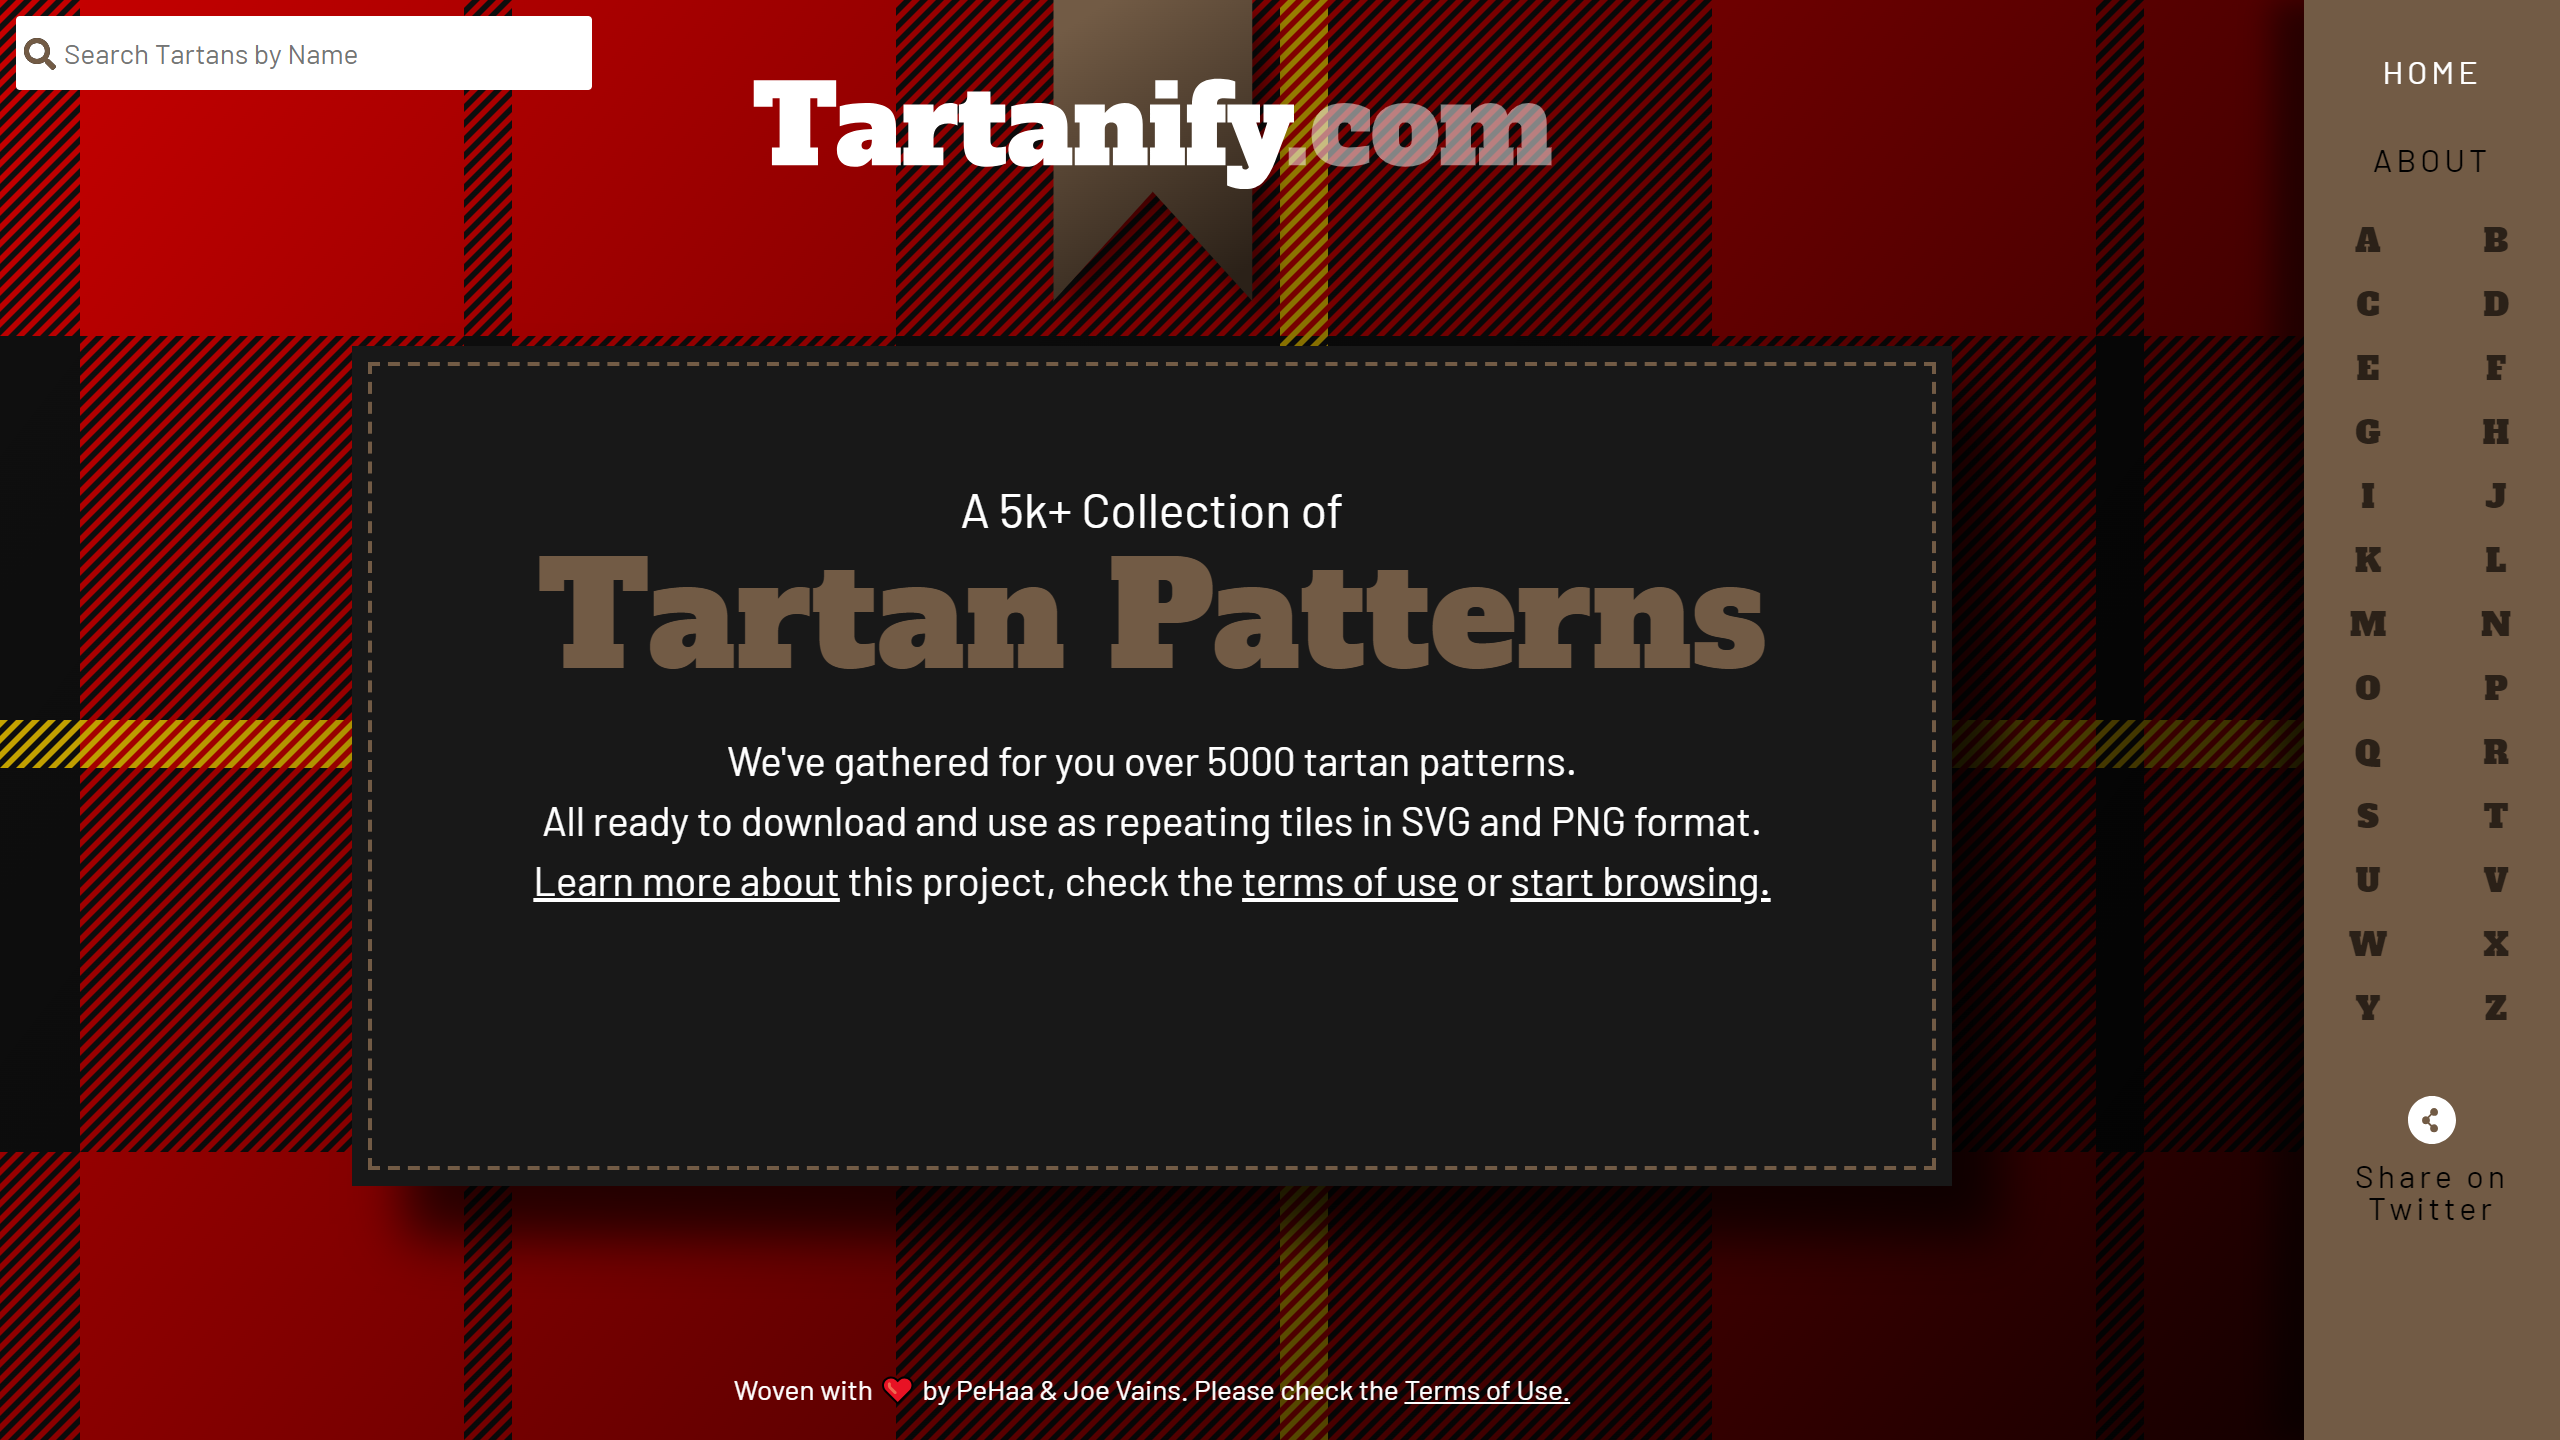 Search Tartans by Name
Tartanify.com
A 5k+ Collection of
Tartan Patterns
We've gathered for you over 5000 tartan patterns.
All ready to download and use as repeating tiles in SVG and PNG format.
Learn more about this project, check the terms of use or start browsing.
Woven with ❤ by PeHaa & Joe Vains. Please check the Terms of Use.
HOME
ABOUT
A B
C D
E F
G H
I J
K L
M N
O P
Q R
S T
U V
W X
Y Z
Share on
Twitter